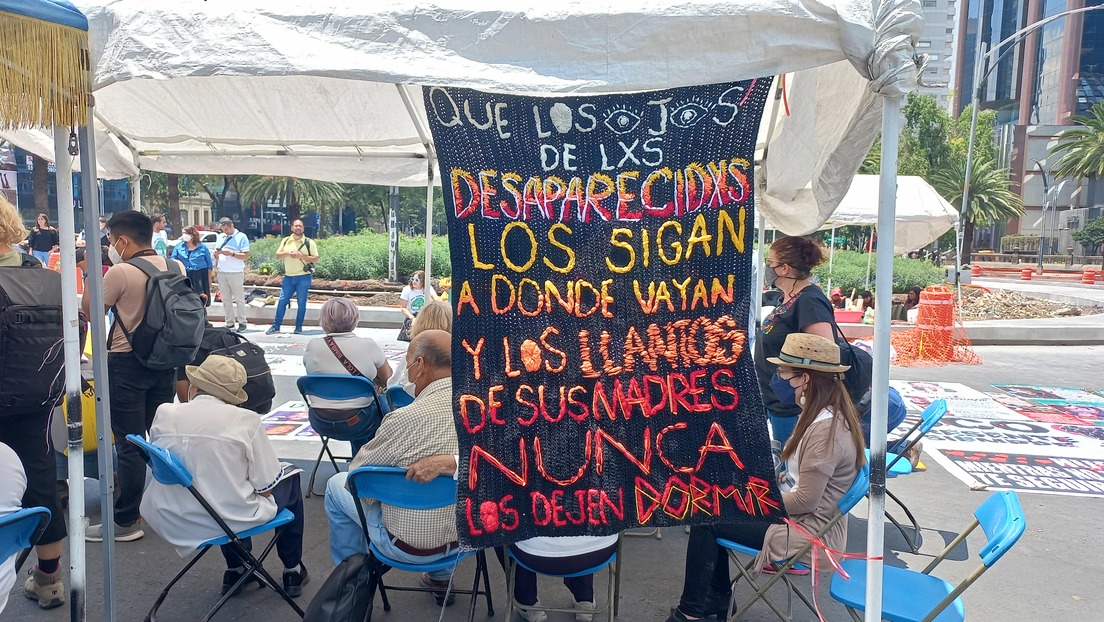 QUE LOS OJOS
DE LXS
DESAPARECIDXS
LOS SIGAN
A DONDE VAYAN
Y LOS LLANTOS
DE SUS MADRES
NUNCA
LOS DEJEN DORMIR